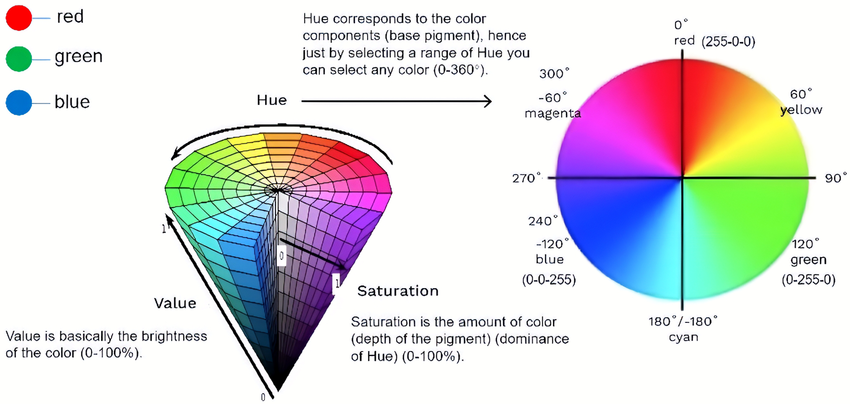 red
green
blue
Hue corresponds to the color
components (base pigment), hence
just by selecting a range of Hue you
can select any color (0-360°).
Hue
1
0
1
0
Value
Value is basically the brightness
of the color (0-100%).
Saturation
Saturation is the amount of color
(depth of the pigment) (dominance
of Hue) (0-100%).
0°
red (255-0-0)
60°
yellow
90°
120°
green
(0-255-0)
180°/-180°
cyan
240°
-120°
blue
(0-0-255)
270°
300°
-60°
magenta